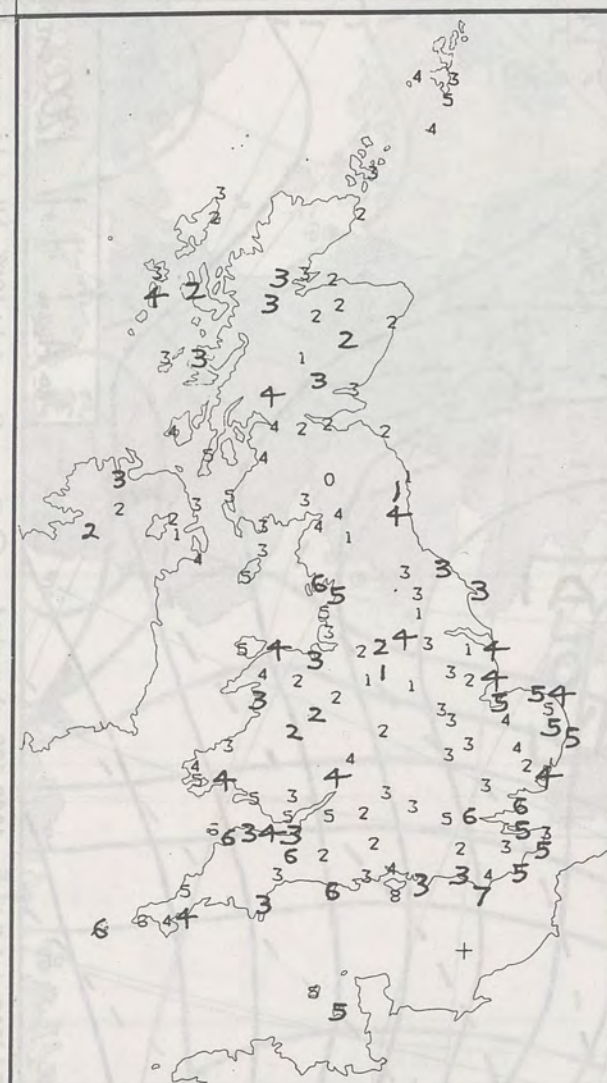 4 3
5
4
3
3
2 2
3 3 3 2
4 2 3 2 2
2
2
3 3 1
3 3
4
4 4 2 2 2
5 4
0
3 5 3 1
2 2 3 3 4 1 4
2 1 4 3 1
5 3 3 3
6 5 3 3
5 1
3 4
5 4 3 2 2 3 1 4
4 2 1 1 1 3 2 4
3 2 5 5 4
2 3 3 4 5 5
2 2 5
3 3 3 4
4 4 4 2
5 4 4
5 3 3 3 6
5 5 2 3 5 6 5
6 3 4 3 3
6 2 2 2 3 5
3 3 4 3 3 4 5
5 6 8 7
6 6 4 4 3
8
5